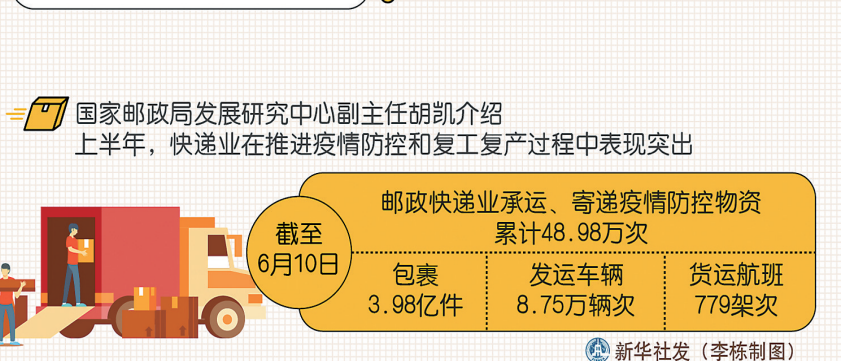 国家邮政局发展研究中心副主任胡凯介绍
上半年，快递业在推进疫情防控和复工复产过程中表现突出
截至
6月10日
邮政快递业承运、寄递疫情防控物资
累计48.98万次
包裹
3.98亿件
发运车辆
8.75万辆次
货运航班
779架次
新华社发（李栋制图）